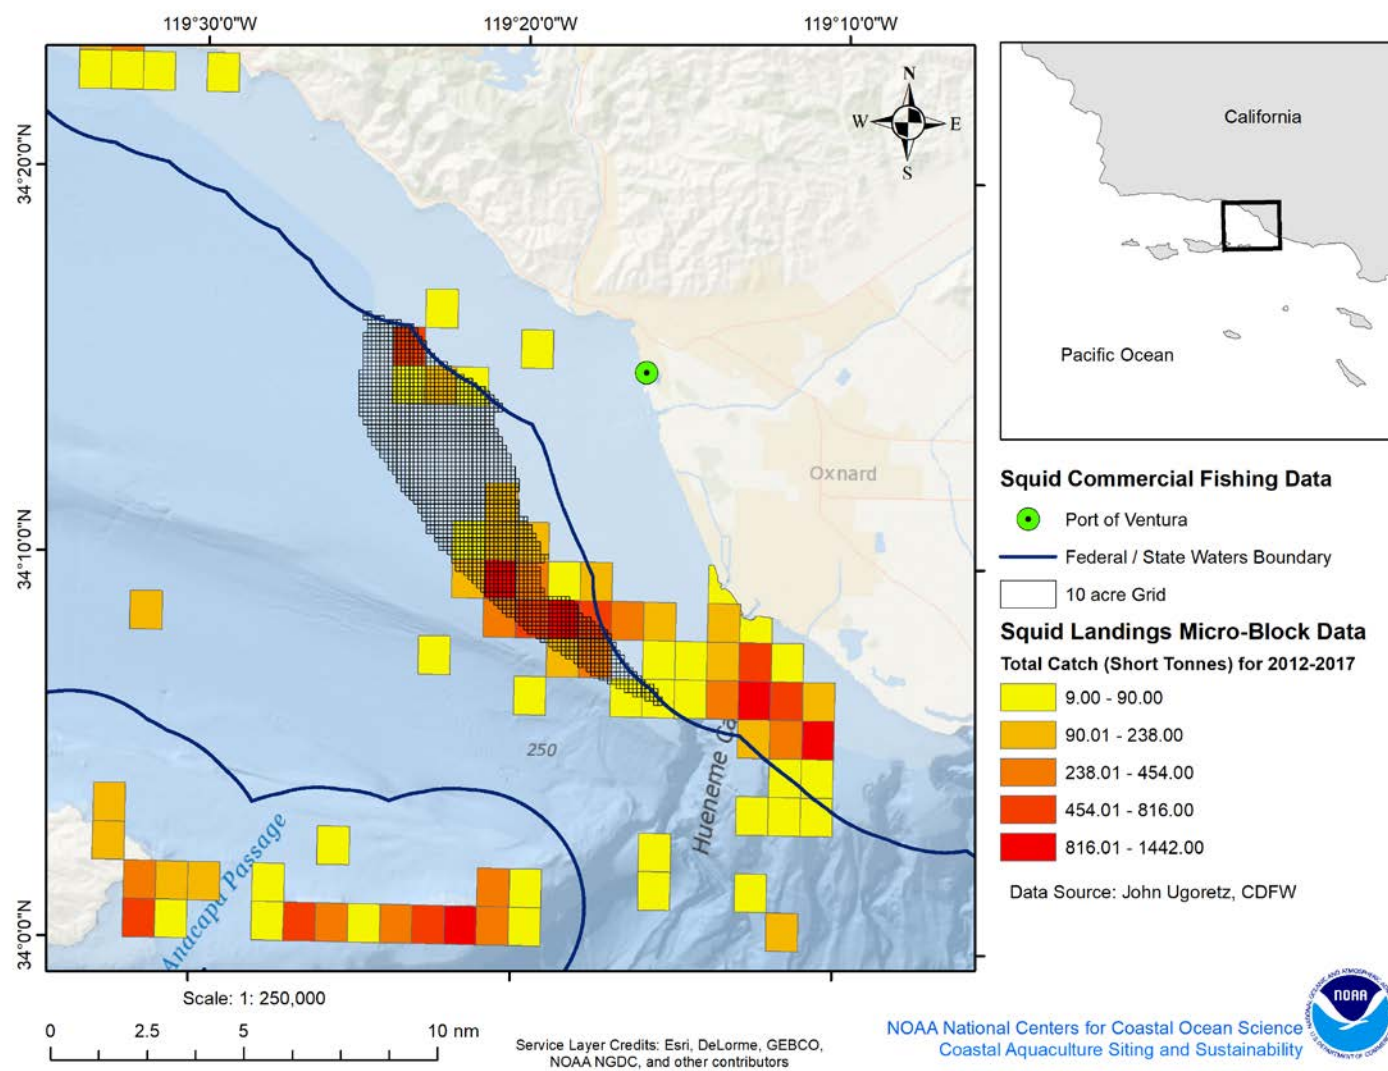 119°30'0"W
119°20'0"W
119°10'0"W
34°20'0"N
34°10'0"N
34°0'0"N
N
W
E
S
Oxnard
250
Hueneme Ca
Anacapa Passage
California
Pacific Ocean
Squid Commercial Fishing Data
Port of Ventura
Federal / State Waters Boundary
10 acre Grid
Squid Landings Micro-Block Data
Total Catch (Short Tonnes) for 2012-2017
9.00 - 90.00
90.01 - 238.00
238.01 - 454.00
454.01 - 816.00
816.01 - 1442.00
Data Source: John Ugoretz, CDFW
Scale: 1: 250,000
0 2.5 5 10 nm
Service Layer Credits: Esri, DeLorme, GEBCO,
NOAA NGDC, and other contributors
NOAA National Centers for Coastal Ocean Science
Coastal Aquaculture Siting and Sustainability
NOAA